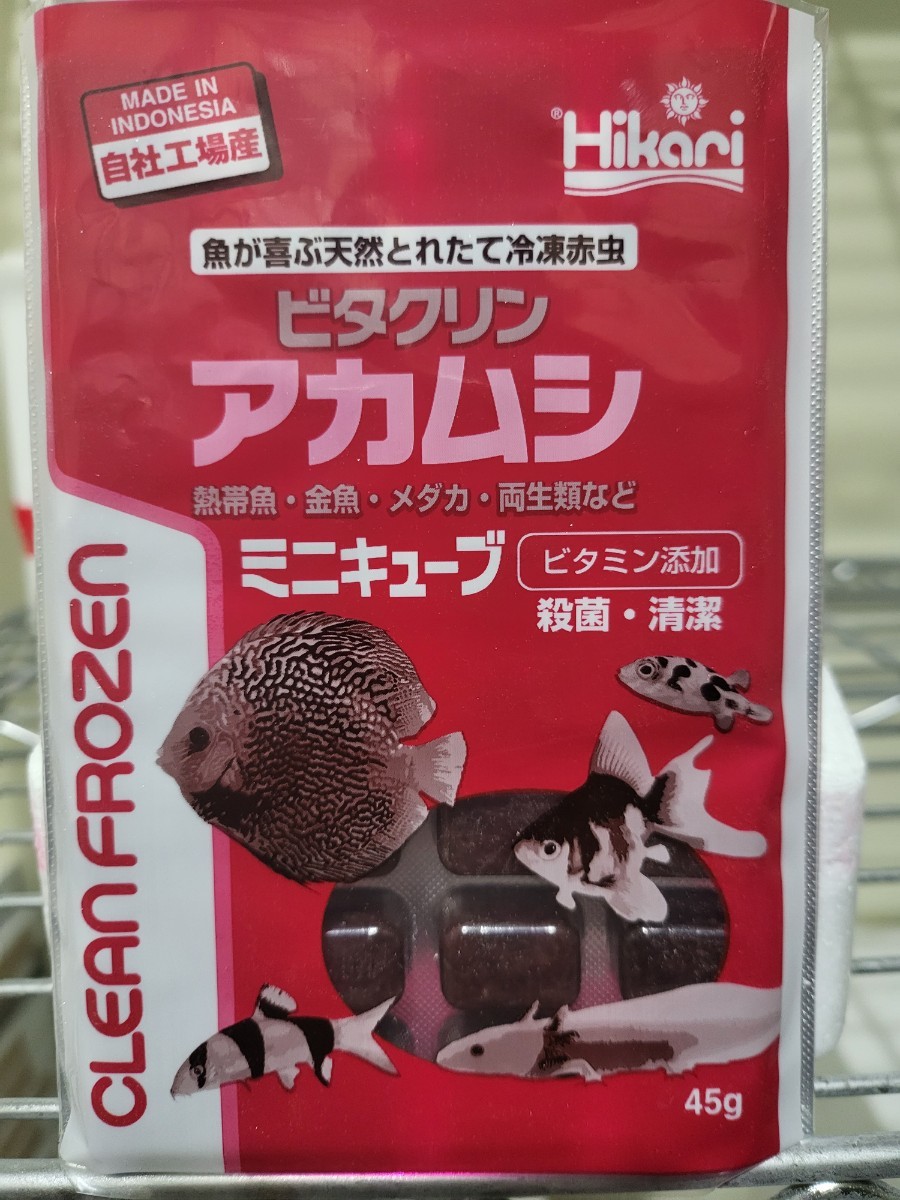 MADE IN
INDONESIA
自社工場産
®Hikari
魚が喜ぶ天然とれたて冷凍赤虫
ビタクリン
アカムシ
熱帯魚・金魚・メダカ・両生類など
ミニキューブ
ビタミン添加
殺菌・清潔
CLEAN FROZEN
45g